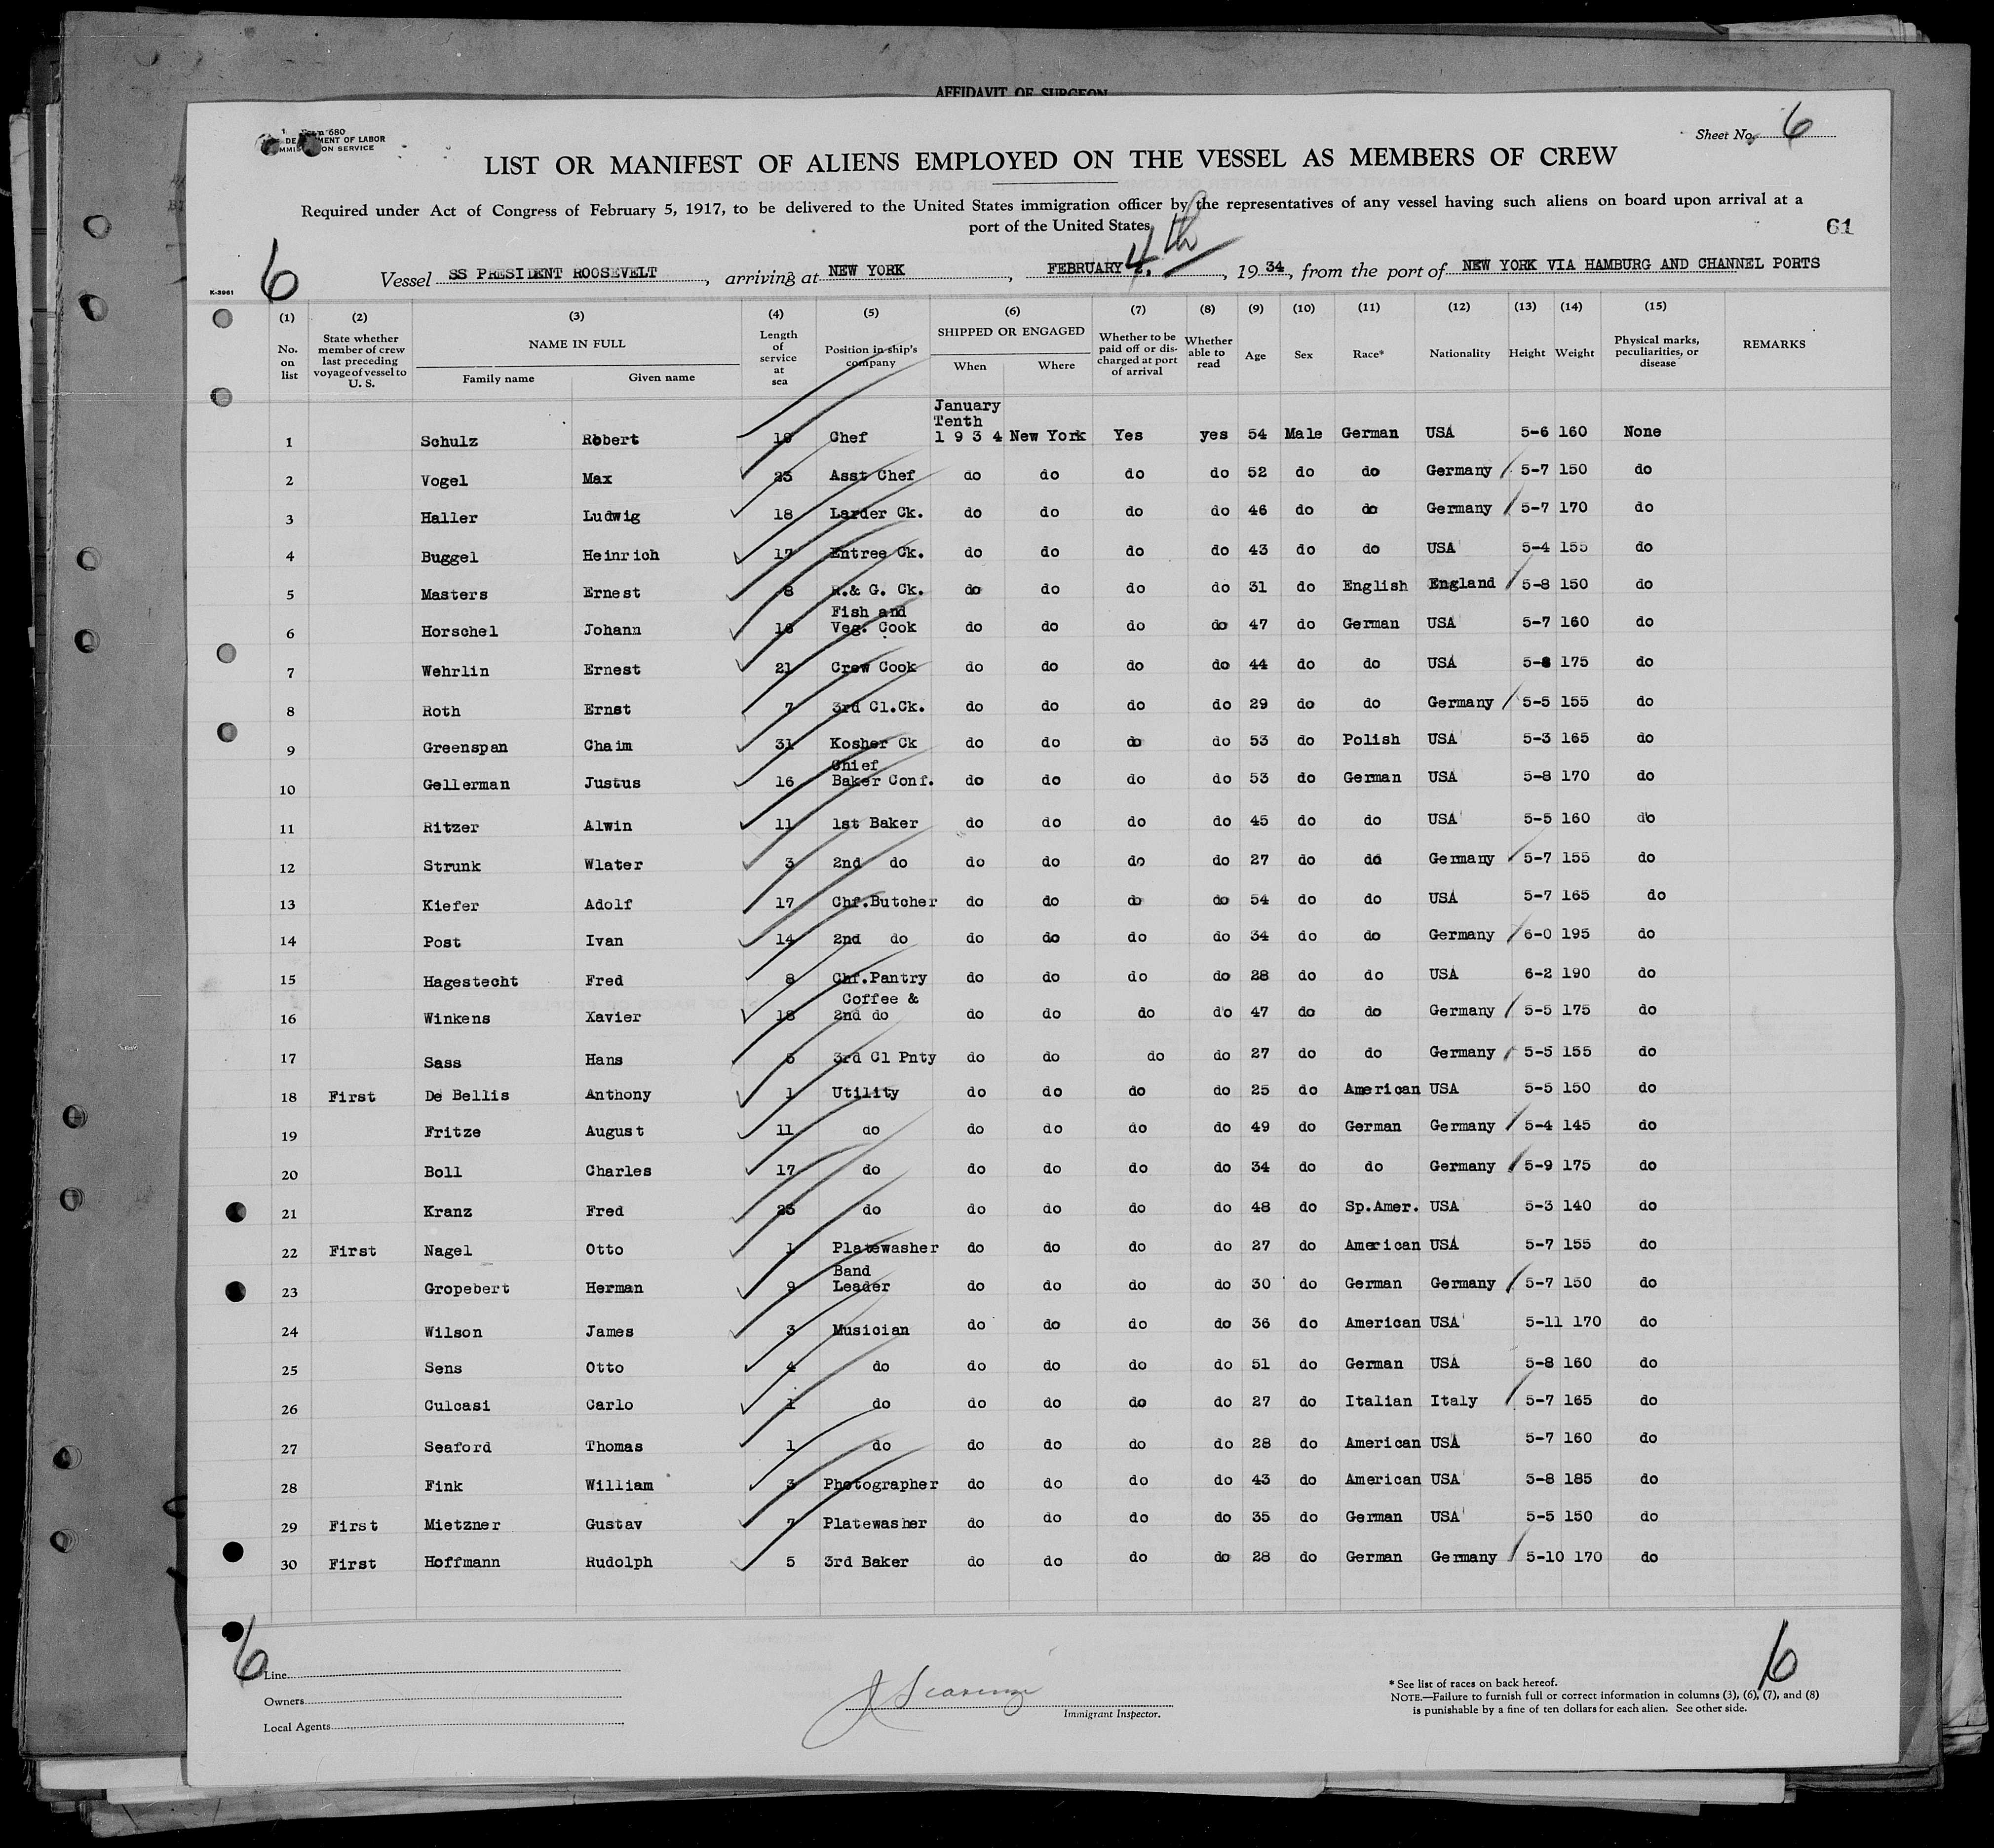 AFFIDAVIT OF SURGEON
Form 680
DEPARTMENT OF LABOR
IMMIGRATION SERVICE
Sheet No. 6
LIST OR MANIFEST OF ALIENS EMPLOYED ON THE VESSEL AS MEMBERS OF CREW
Required under Act of Congress of February 5, 1917, to be delivered to the United States immigration officer by the representatives of any vessel having such aliens on board upon arrival at a
port of the United States
61
6 Vessel SS PRESIDENT ROOSEVELT, arriving at NEW YORK, FEBRUARY 4th, 1934, from the port of NEW YORK VIA HAMBURG AND CHANNEL PORTS
K-3961
(1) No. on list (2) State whether member of crew last preceding voyage of vessel to U. S. (3) NAME IN FULL Family name Given name (4) Length of service at sea (5) Position in ship's company (6) SHIPPED OR ENGAGED When Where (7) Whether to be paid off or discharged at port of arrival (8) Whether able to read (9) Age (10) Sex (11) Race* (12) Nationality (13) Height (14) Weight (15) Physical marks, peculiarities, or disease REMARKS
1 Schulz Robert 18 Chef January Tenth 1 9 3 4 New York Yes yes 54 Male German USA 5-6 160 None
2 Vogel Max 23 Asst Chef do do do do 52 do do Germany 5-7 150 do
3 Haller Ludwig 18 Larder Ck. do do do do 46 do do Germany 5-7 170 do
4 Buggel Heinrich 17 Entree Ck. do do do do 43 do do USA 5-4 155 do
5 Masters Ernest 8 R.& G. Ck. do do do do 31 do English England 5-8 150 do
6 Horschel Johann 16 Fish and Veg. Cook do do do do 47 do German USA 5-7 160 do
7 Wehrlin Ernest 21 Crew Cook do do do do 44 do do USA 5-8 175 do
8 Roth Ernst 7 3rd Cl.Ck. do do do do 29 do do Germany 5-5 155 do
9 Greenspan Chaim 31 Kosher Ck do do do do 53 do Polish USA 5-3 165 do
10 Gellerman Justus 16 Chief Baker Conf. do do do do 53 do German USA 5-8 170 do
11 Ritzer Alwin 11 1st Baker do do do do 45 do do USA 5-5 160 do
12 Strunk Wlater 3 2nd do do do do do 27 do do Germany 5-7 155 do
13 Kiefer Adolf 17 Chf.Butcher do do do do 54 do do USA 5-7 165 do
14 Post Ivan 14 2nd do do do do do 34 do do Germany 6-0 195 do
15 Hagestecht Fred 8 Chf.Pantry do do do do 28 do do USA 6-2 190 do
16 Winkens Xavier 18 Coffee & 2nd do do do do do 47 do do Germany 5-5 175 do
17 Sass Hans 5 3rd Cl Pnty do do do do 27 do do Germany 5-5 155 do
18 First De Bellis Anthony 1 Utility do do do do 25 do American USA 5-5 150 do
19 Fritze August 11 do do do do do 49 do German Germany 5-4 145 do
20 Boll Charles 17 do do do do do 34 do do Germany 5-9 175 do
21 Kranz Fred 25 do do do do do 48 do Sp.Amer. USA 5-3 140 do
22 First Nagel Otto 1 Platewasher do do do do 27 do American USA 5-7 155 do
23 Gropebert Herman 9 Band Leader do do do do 30 do German Germany 5-7 150 do
24 Wilson James 3 Musician do do do do 36 do American USA 5-11 170 do
25 Sens Otto 4 do do do do do 51 do German USA 5-8 160 do
26 Culcasi Carlo 1 do do do do do 27 do Italian Italy 5-7 165 do
27 Seaford Thomas 1 do do do do do 28 do American USA 5-7 160 do
28 Fink William 3 Photographer do do do do 43 do American USA 5-8 185 do
29 First Mietzner Gustav 7 Platewasher do do do do 35 do German USA 5-5 150 do
30 First Hoffmann Rudolph 5 3rd Baker do do do do 28 do German Germany 5-10 170 do
6 6
Line
Owners
Local Agents
Immigrant Inspector.
* See list of races on back hereof.
NOTE.—Failure to furnish full or correct information in columns (3), (6), (7), and (8)
is punishable by a fine of ten dollars for each alien. See other side.